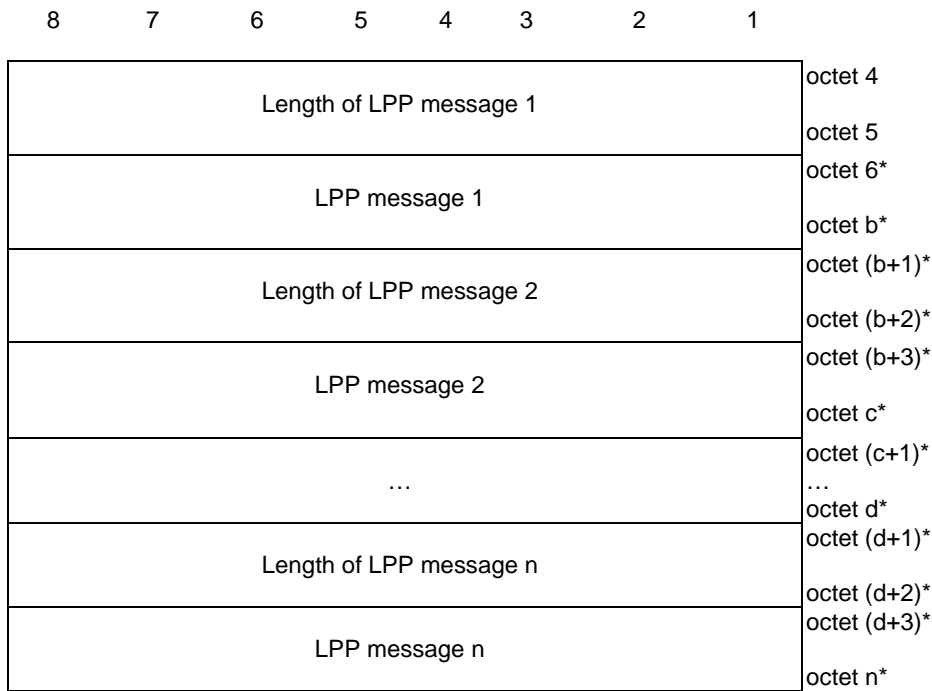 8 7 6 5 4 3 2 1
octet 4
Length of LPP message 1
octet 5
octet 6*
LPP message 1
octet b*
octet (b+1)*
Length of LPP message 2
octet (b+2)*
octet (b+3)*
LPP message 2
octet c*
octet (c+1)*
… …
octet d*
octet (d+1)*
Length of LPP message n
octet (d+2)*
octet (d+3)*
LPP message n
octet n*